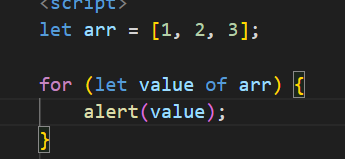 <script>
let arr = [1, 2, 3];
for (let value of arr) {
alert(value);
}